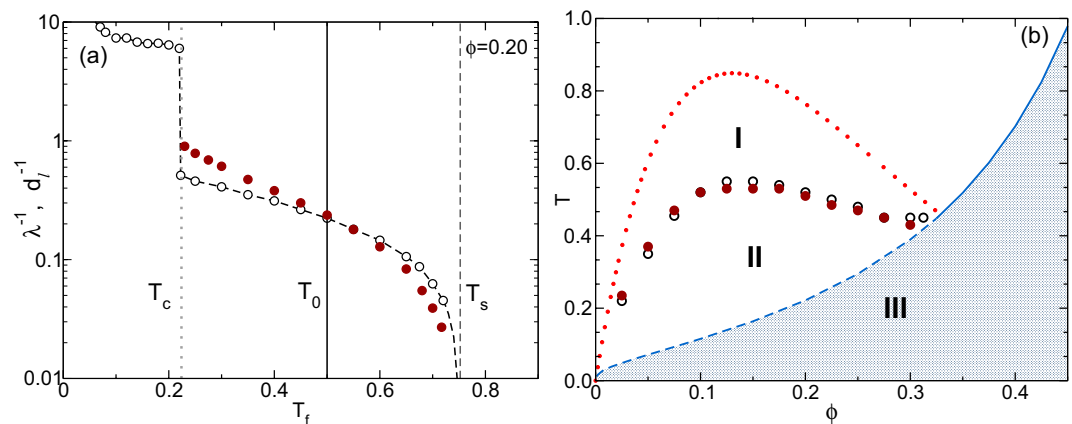 (a)
ϕ=0.20
10
1
0.1
0.01
λ⁻¹ , dₗ⁻¹
T_c
T_0
T_s
0 0.2 0.4 0.6 0.8
T_f
(b)
1.0
0.8
0.6
0.4
0.2
0.0
T
I
II
III
0 0.1 0.2 0.3 0.4
ϕ